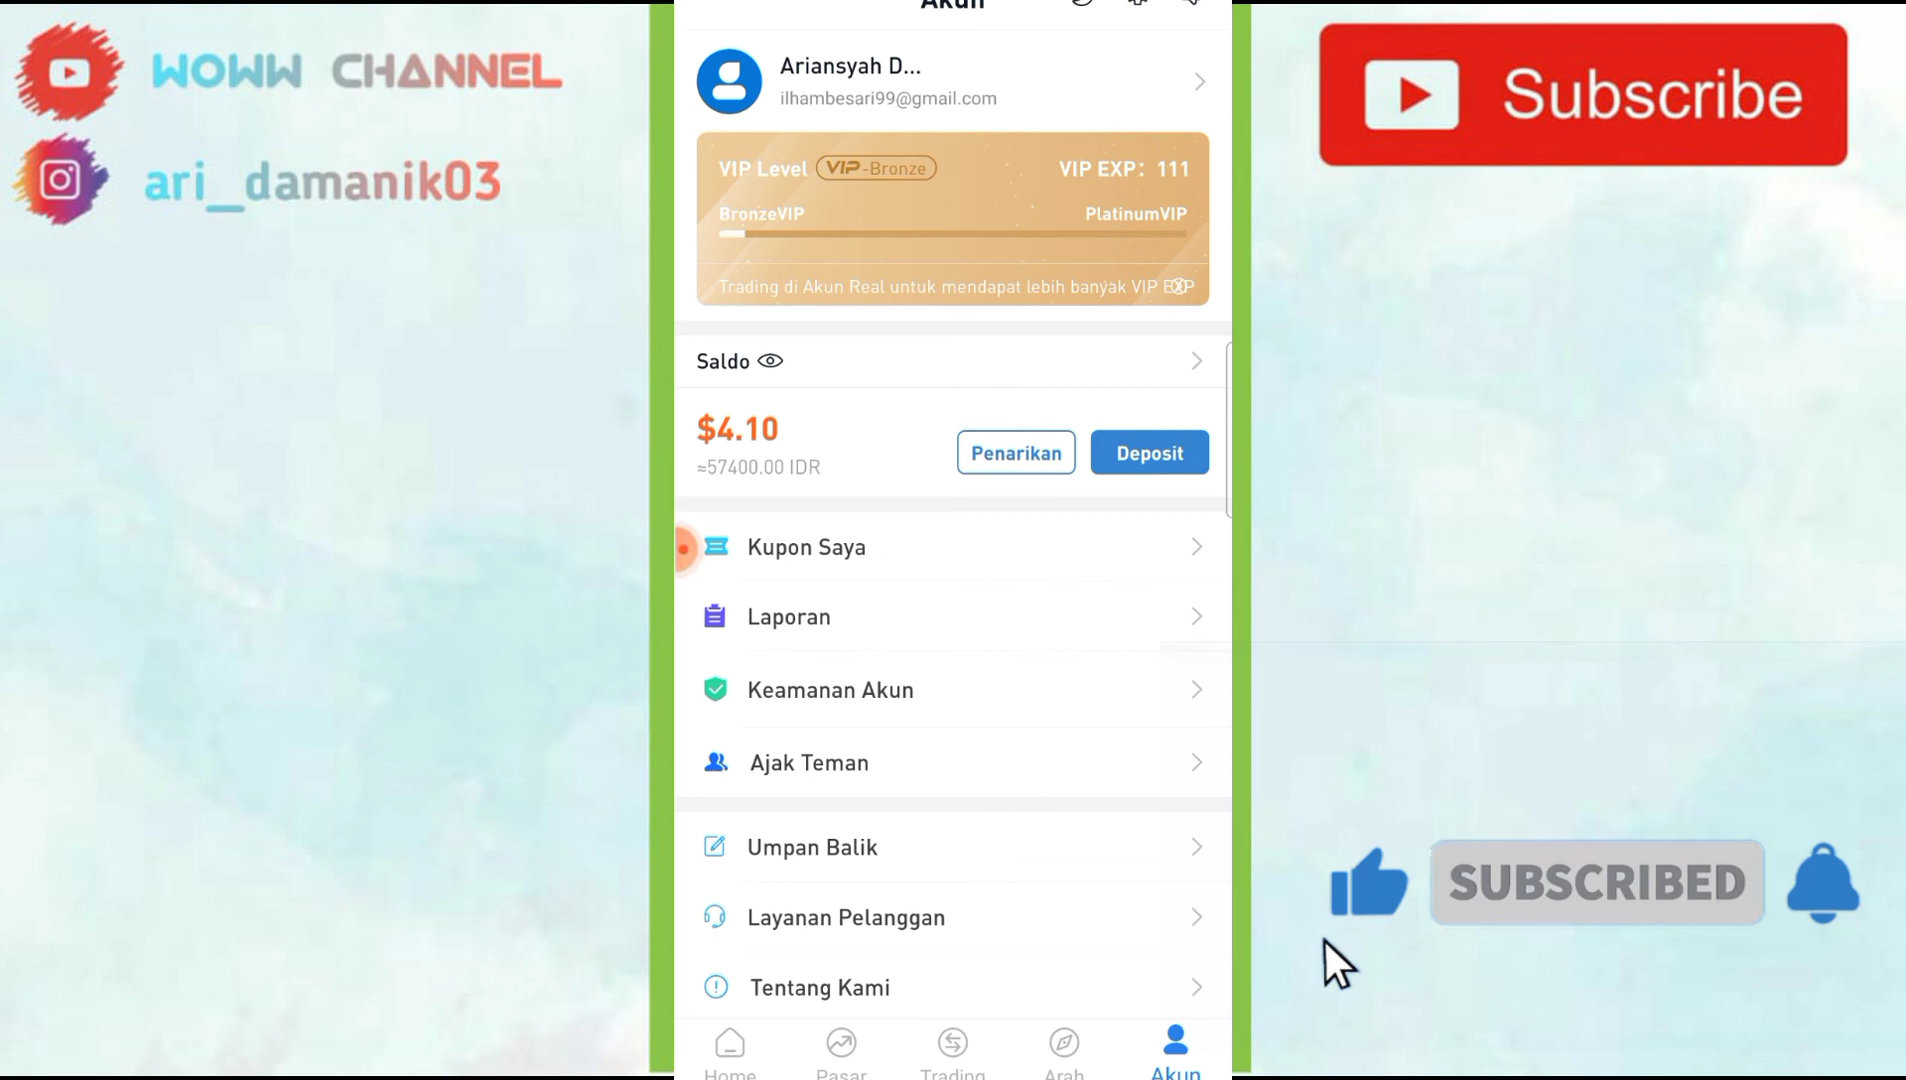 WOWW CHANNEL
ari_damanik03
Akun
Ariansyah D...
ilhambesari99@gmail.com
VIP Level VIP-Bronze VIP EXP: 111
BronzeVIP PlatinumVIP
Trading di Akun Real untuk mendapat lebih banyak VIP EXP
Saldo
$4.10
≈57400.00 IDR
Penarikan Deposit
Kupon Saya
Laporan
Keamanan Akun
Ajak Teman
Umpan Balik
Layanan Pelanggan
Tentang Kami
Home Pasar Trading Arah Akun
Subscribe
SUBSCRIBED